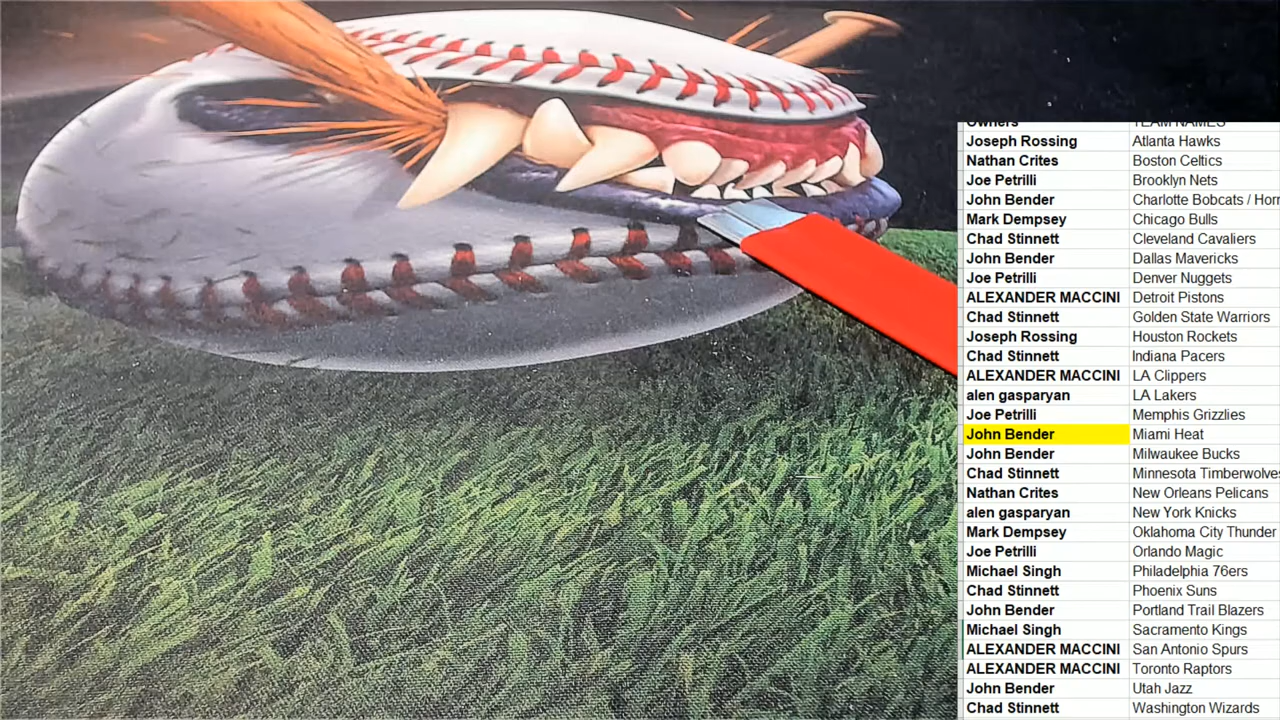 Owners TEAM NAMES
Joseph Rossing Atlanta Hawks
Nathan Crites Boston Celtics
Joe Petrilli Brooklyn Nets
John Bender Charlotte Bobcats / Horn
Mark Dempsey Chicago Bulls
Chad Stinnett Cleveland Cavaliers
John Bender Dallas Mavericks
Joe Petrilli Denver Nuggets
ALEXANDER MACCINI Detroit Pistons
Chad Stinnett Golden State Warriors
Joseph Rossing Houston Rockets
Chad Stinnett Indiana Pacers
ALEXANDER MACCINI LA Clippers
alen gasparyan LA Lakers
Joe Petrilli Memphis Grizzlies
John Bender Miami Heat
John Bender Milwaukee Bucks
Chad Stinnett Minnesota Timberwolves
Nathan Crites New Orleans Pelicans
alen gasparyan New York Knicks
Mark Dempsey Oklahoma City Thunder
Joe Petrilli Orlando Magic
Michael Singh Philadelphia 76ers
Chad Stinnett Phoenix Suns
John Bender Portland Trail Blazers
Michael Singh Sacramento Kings
ALEXANDER MACCINI San Antonio Spurs
ALEXANDER MACCINI Toronto Raptors
John Bender Utah Jazz
Chad Stinnett Washington Wizards